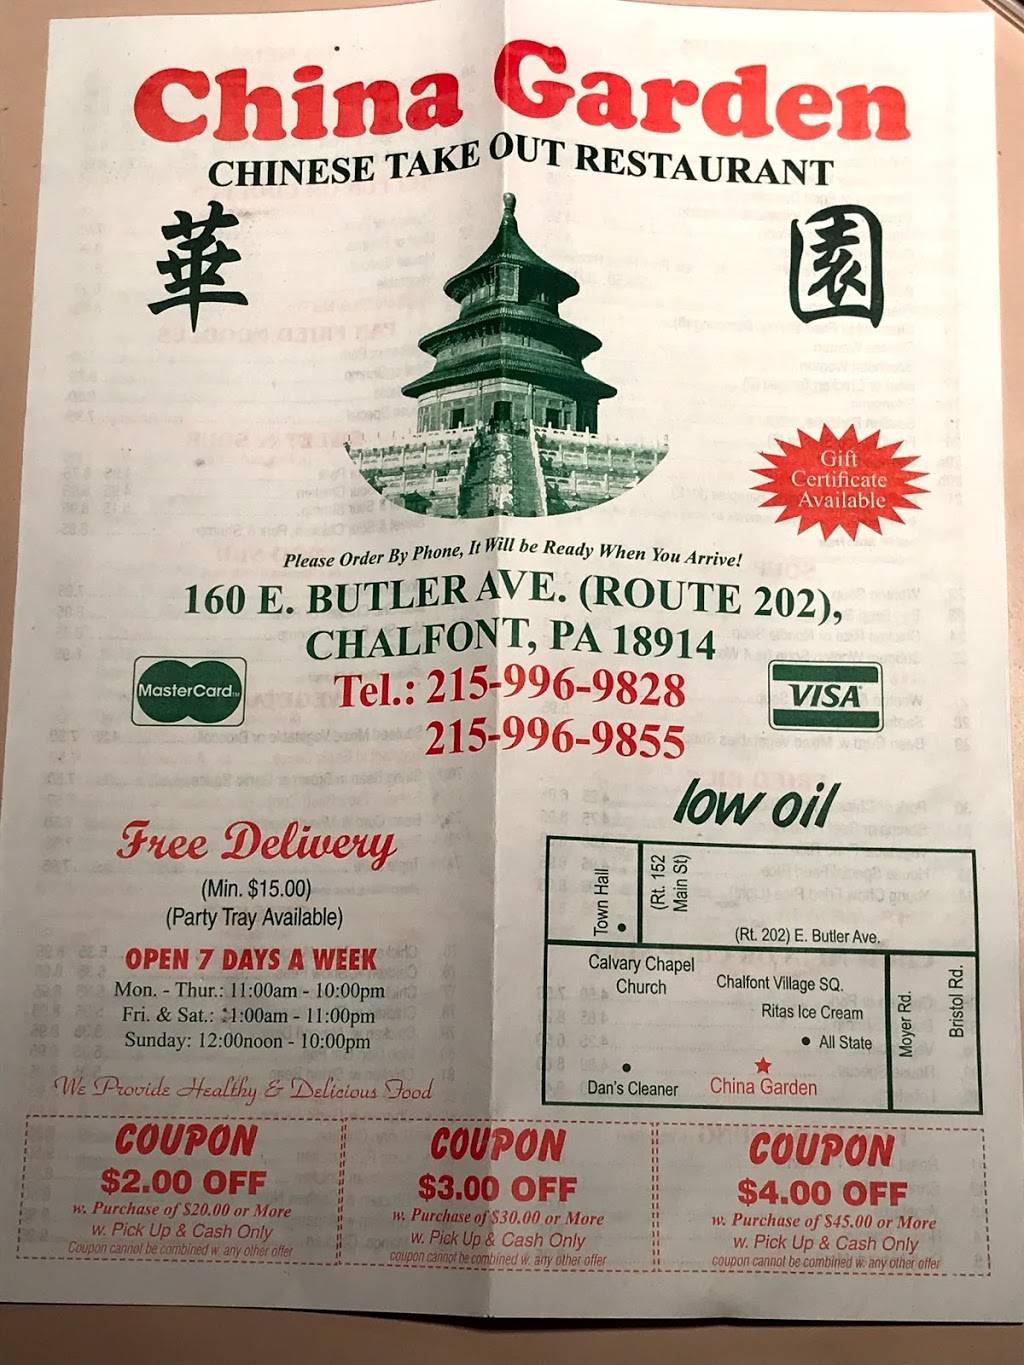 China Garden
CHINESE TAKE OUT RESTAURANT
華 園
Gift
Certificate
Available
Please Order By Phone, It Will be Ready When You Arrive!
160 E. BUTLER AVE. (ROUTE 202),
CHALFONT, PA 18914
MasterCard
Tel.: 215-996-9828
215-996-9855
VISA
low oil
Free Delivery
(Min. $15.00)
(Party Tray Available)
OPEN 7 DAYS A WEEK
Mon. - Thur.: 11:00am - 10:00pm
Fri. & Sat.: 11:00am - 11:00pm
Sunday: 12:00noon - 10:00pm
We Provide Healthy & Delicious Food
Town Hall
(Rt. 152
Main St)
(Rt. 202) E. Butler Ave.
Calvary Chapel
Church
Chalfont Village SQ.
Ritas Ice Cream
All State
Moyer Rd.
Bristol Rd.
Dan's Cleaner
China Garden
COUPON
$2.00 OFF
w. Purchase of $20.00 or More
w. Pick Up & Cash Only
Coupon cannot be combined w. any other offer
COUPON
$3.00 OFF
w. Purchase of $30.00 or More
w. Pick Up & Cash Only
coupon cannot be combined w. any other offer
COUPON
$4.00 OFF
w. Purchase of $45.00 or More
w. Pick Up & Cash Only
coupon cannot be combined w. any other offer